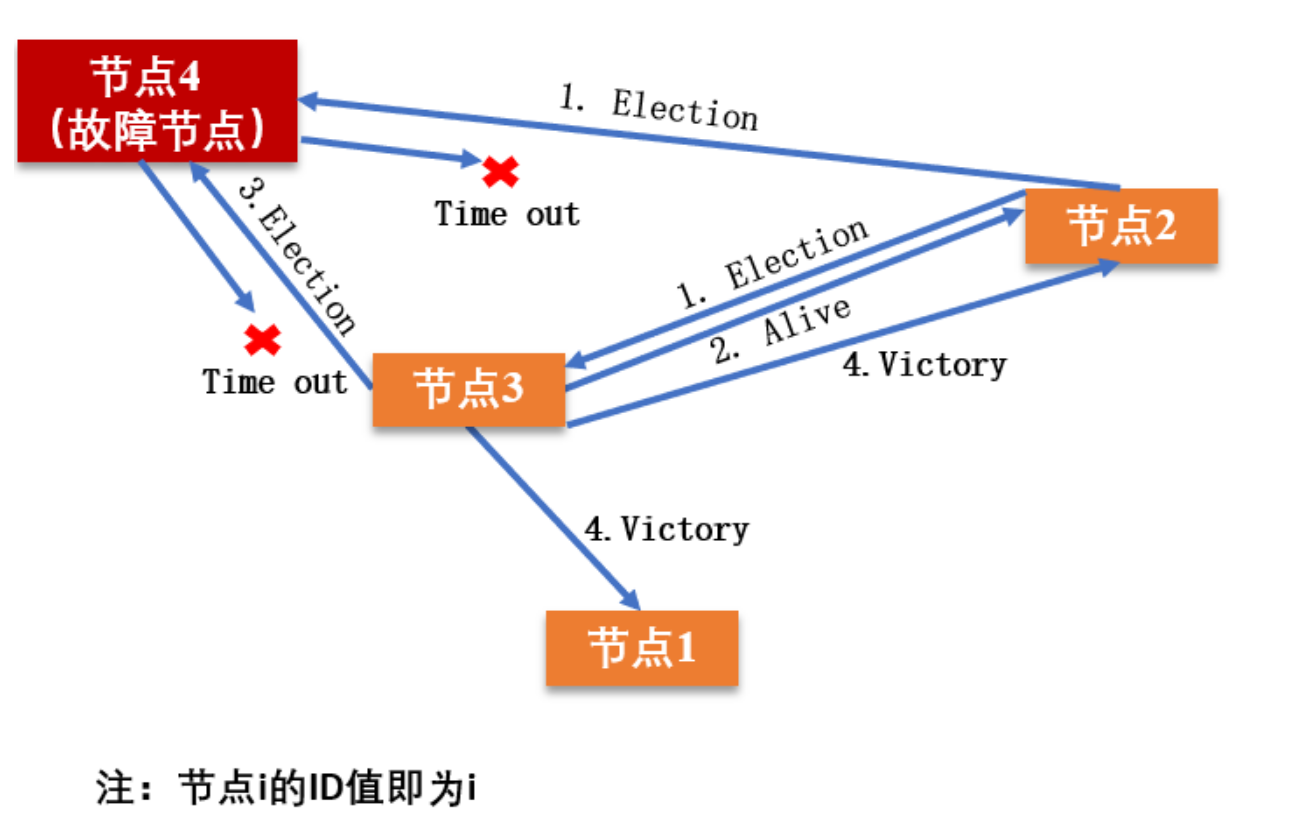 节点4
(故障节点)
1. Election
Time out
3.Election
节点2
1. Election
2. Alive
4.Victory
Time out
节点3
4.Victory
节点1
注：节点i的ID值即为i